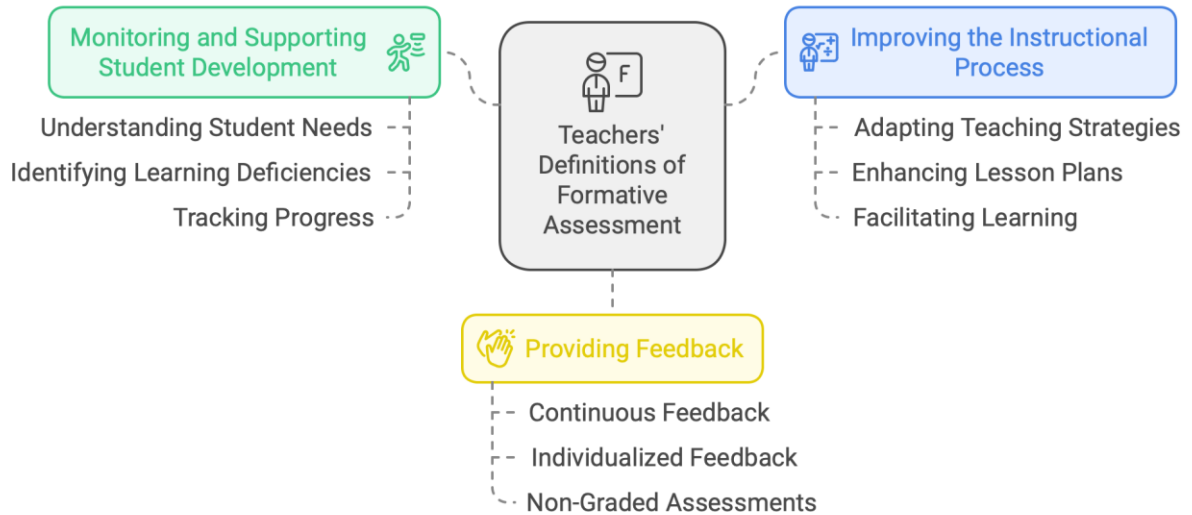 Monitoring and Supporting
Student Development
Understanding Student Needs
Identifying Learning Deficiencies
Tracking Progress
F
Teachers'
Definitions of
Formative
Assessment
Improving the Instructional
Process
Adapting Teaching Strategies
Enhancing Lesson Plans
Facilitating Learning
Providing Feedback
Continuous Feedback
Individualized Feedback
Non-Graded Assessments